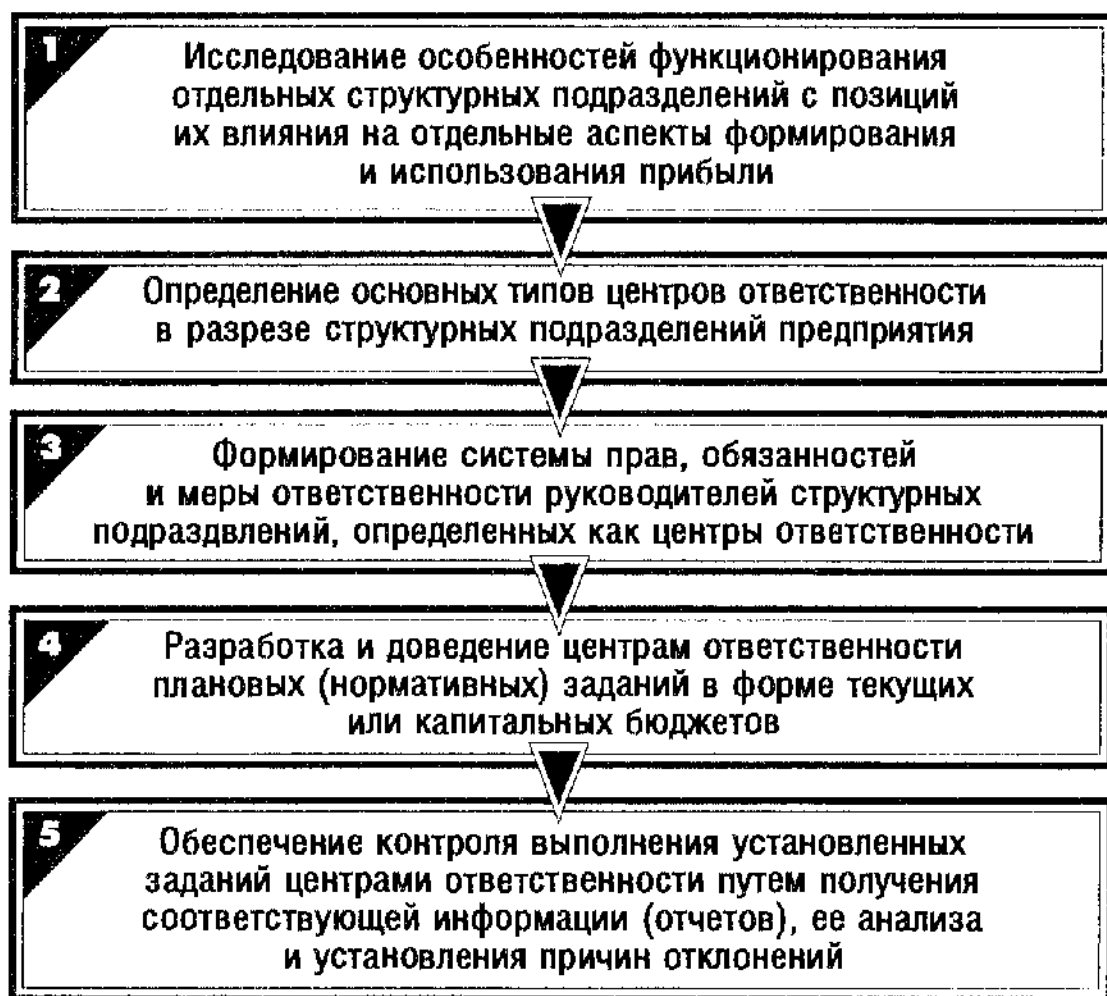 1
Исследование особенностей функционирования
отдельных структурных подразделений с позиций
их влияния на отдельные аспекты формирования
и использования прибыли
2
Определение основных типов центров ответственности
в разрезе структурных подразделений предприятия
3
Формирование системы прав, обязанностей
и меры ответственности руководителей структурных
подраздвлений, определенных как центры ответственности
4
Разработка и доведение центрам ответственности
плановых (нормативных) заданий в форме текущих
или капитальных бюджетов
5
Обеспечение контроля выполнения установленных
заданий центрами ответственности путем получения
соответствующей информации (отчетов), ее анализа
и установления причин отклонений